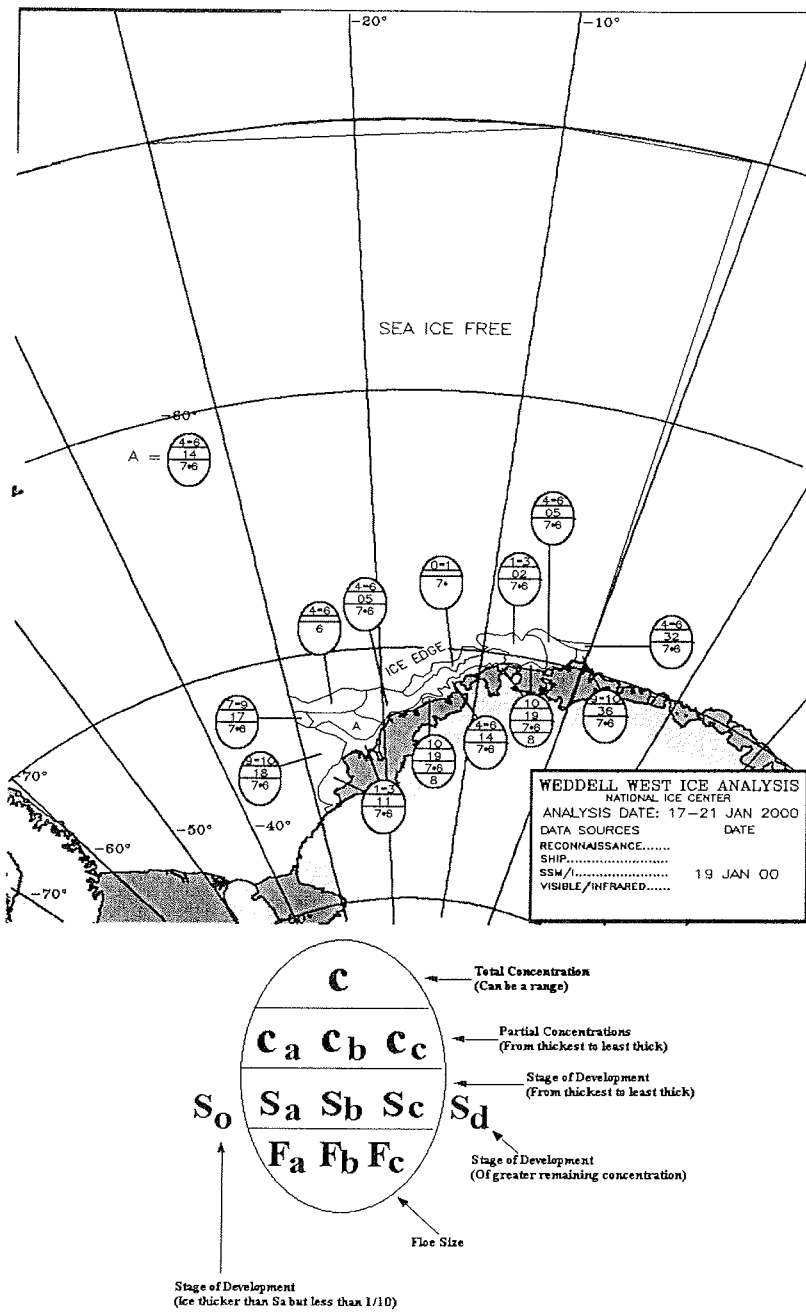 -20°
-10°
SEA ICE FREE
-60°
A =
4-6
14
7•6
4-6
05
7•6
0-1
7•
1-3
02
7•6
4-6
05
7•6
4-6
6
4-6
32
7•6
ICE EDGE
7-9
17
7•6
A
9-10
18
7•6
1-3
11
7•6
10
19
7•6
8
4-6
14
7•6
10
19
7•6
8
9-10
36
7•6
-70°
-60°
-50°
-40°
-70°
WEDDELL WEST ICE ANALYSIS
NATIONAL ICE CENTER
ANALYSIS DATE: 17-21 JAN 2000
DATA SOURCES DATE
RECONNAISSANCE......
SHIP......................
SSM/I..................... 19 JAN 00
VISIBLE/INFRARED.....
C
Total Concentration
(Can be a range)
Ca Cb Cc
Partial Concentrations
(From thickest to least thick)
Stage of Development
(From thickest to least thick)
So Sa Sb Sc Sd
Fa Fb Fc
Stage of Development
(Of greater remaining concentration)
Floe Size
Stage of Development
(Ice thicker than Sa but less than 1/10)